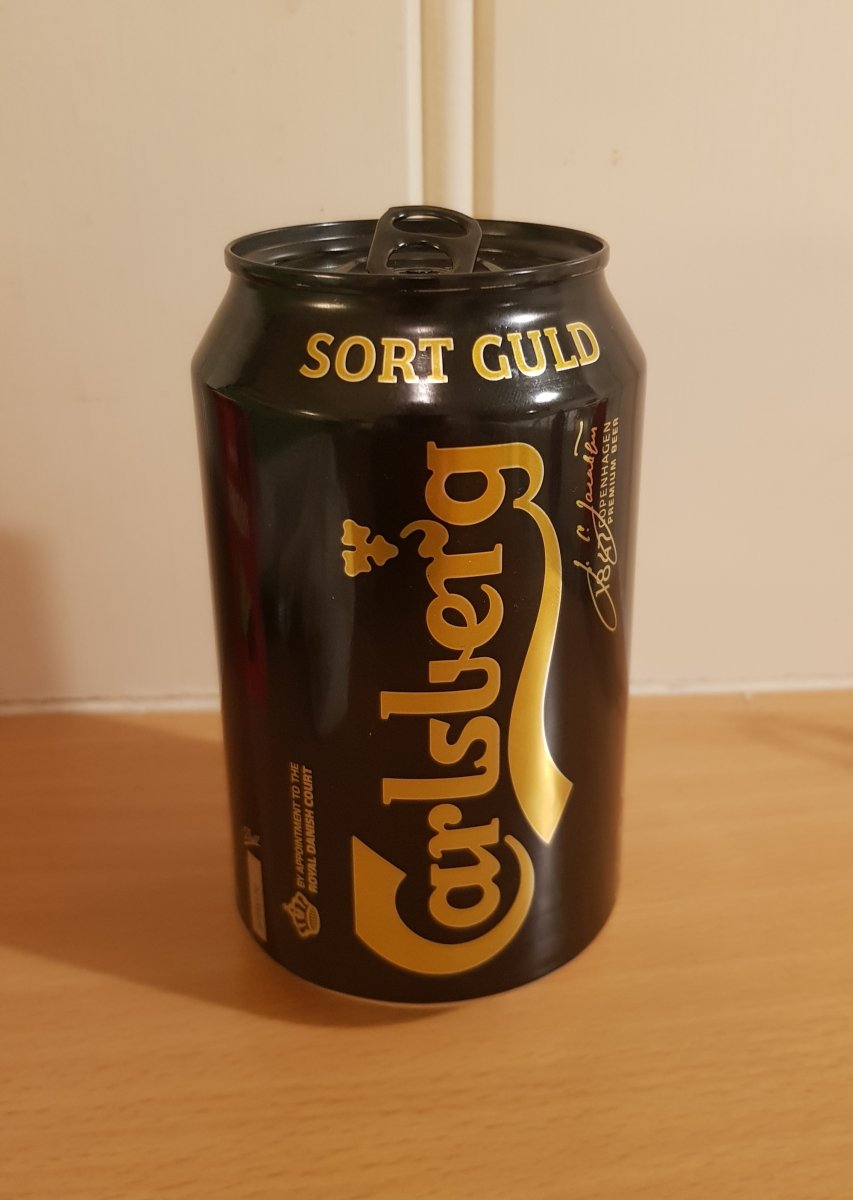 SORT GULD
Carlsberg
BY APPOINTMENT TO THE
ROYAL DANISH COURT
COPENHAGEN
PREMIUM BEER